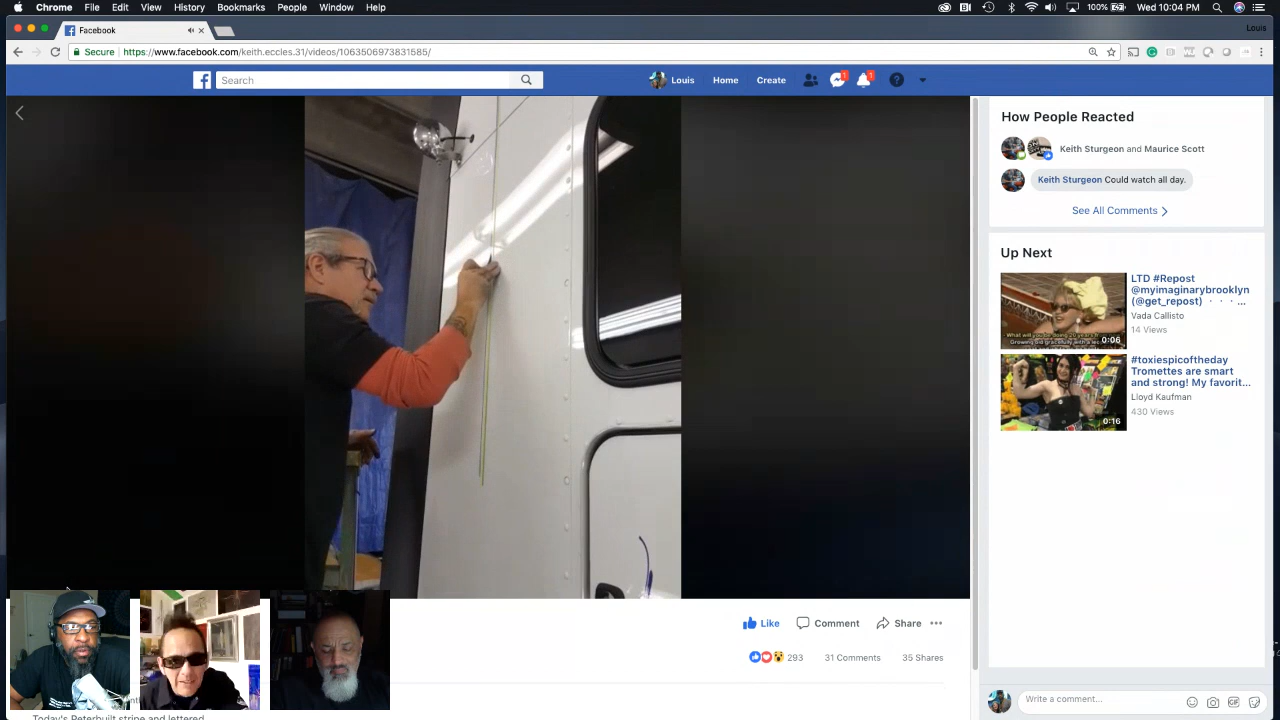 Chrome File Edit View History Bookmarks People Window Help
100% Wed 10:04 PM
Facebook
Louis
Secure https://www.facebook.com/keith.eccles.31/videos/1063506973831585/
Search
Louis Home Create
1 1
How People Reacted
Keith Sturgeon and Maurice Scott
Keith Sturgeon Could watch all day.
See All Comments
Up Next
LTD #Repost
@myimaginarybrooklyn
(@get_repost) · · ...
Vada Callisto
14 Views
0:06
#toxiespicoftheday
Tromettes are smart
and strong! My favorit...
Lloyd Kaufman
430 Views
0:16
Like Comment Share
293 31 Comments 35 Shares
Write a comment...
GIF
Today's Peterbuilt stripe and lettered